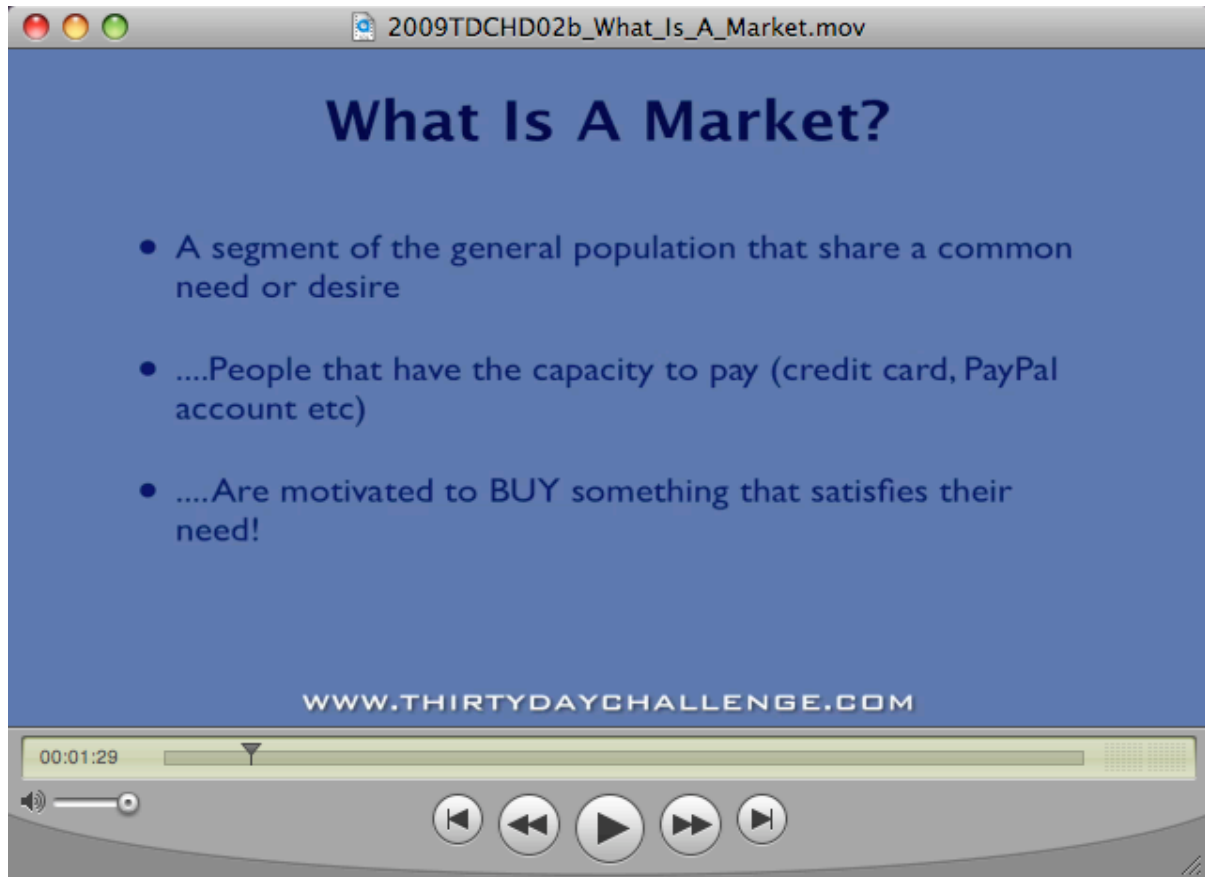 2009TDCHD02b_What_Is_A_Market.mov
What Is A Market?
• A segment of the general population that share a common
need or desire
• ....People that have the capacity to pay (credit card, PayPal
account etc)
• ....Are motivated to BUY something that satisfies their
need!
WWW.THIRTYDAYCHALLENGE.COM
00:01:29